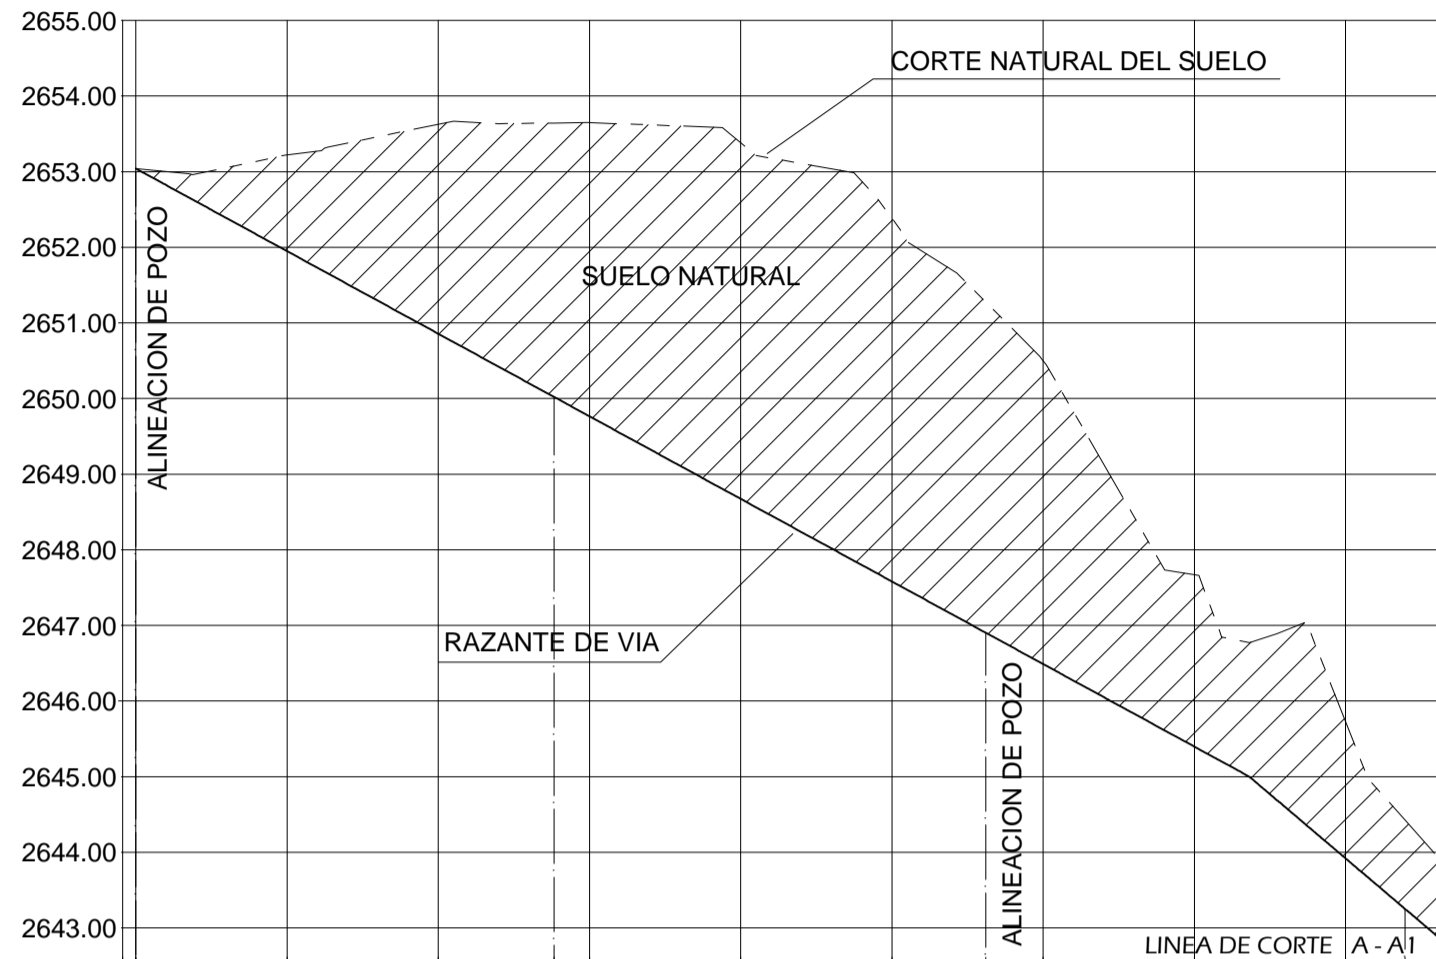 2655.00
CORTE NATURAL DEL SUELO
2654.00
2653.00
2652.00
ALINEACION DE POZO
SUELO NATURAL
2651.00
2650.00
2649.00
2648.00
2647.00
RAZANTE DE VIA
2646.00
ALINEACION DE POZO
2645.00
2644.00
2643.00
LINEA DE CORTE A - A1